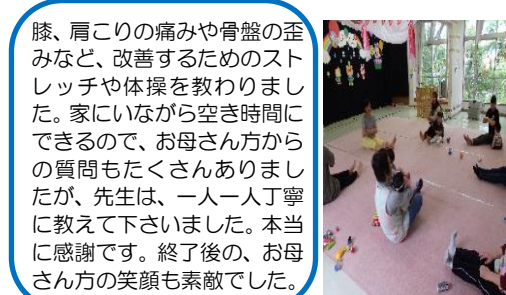 膝、肩こりの痛みや骨盤の歪
みなど、改善するためのスト
レッチや体操を教わりまし
た。家にいながら空き時間に
できるので、お母さん方から
の質問もたくさんありまし
たが、先生は、一人一人丁寧
に教えて下さいました。本当
に感謝です。終了後の、お母
さん方の笑顔も素敵でした。